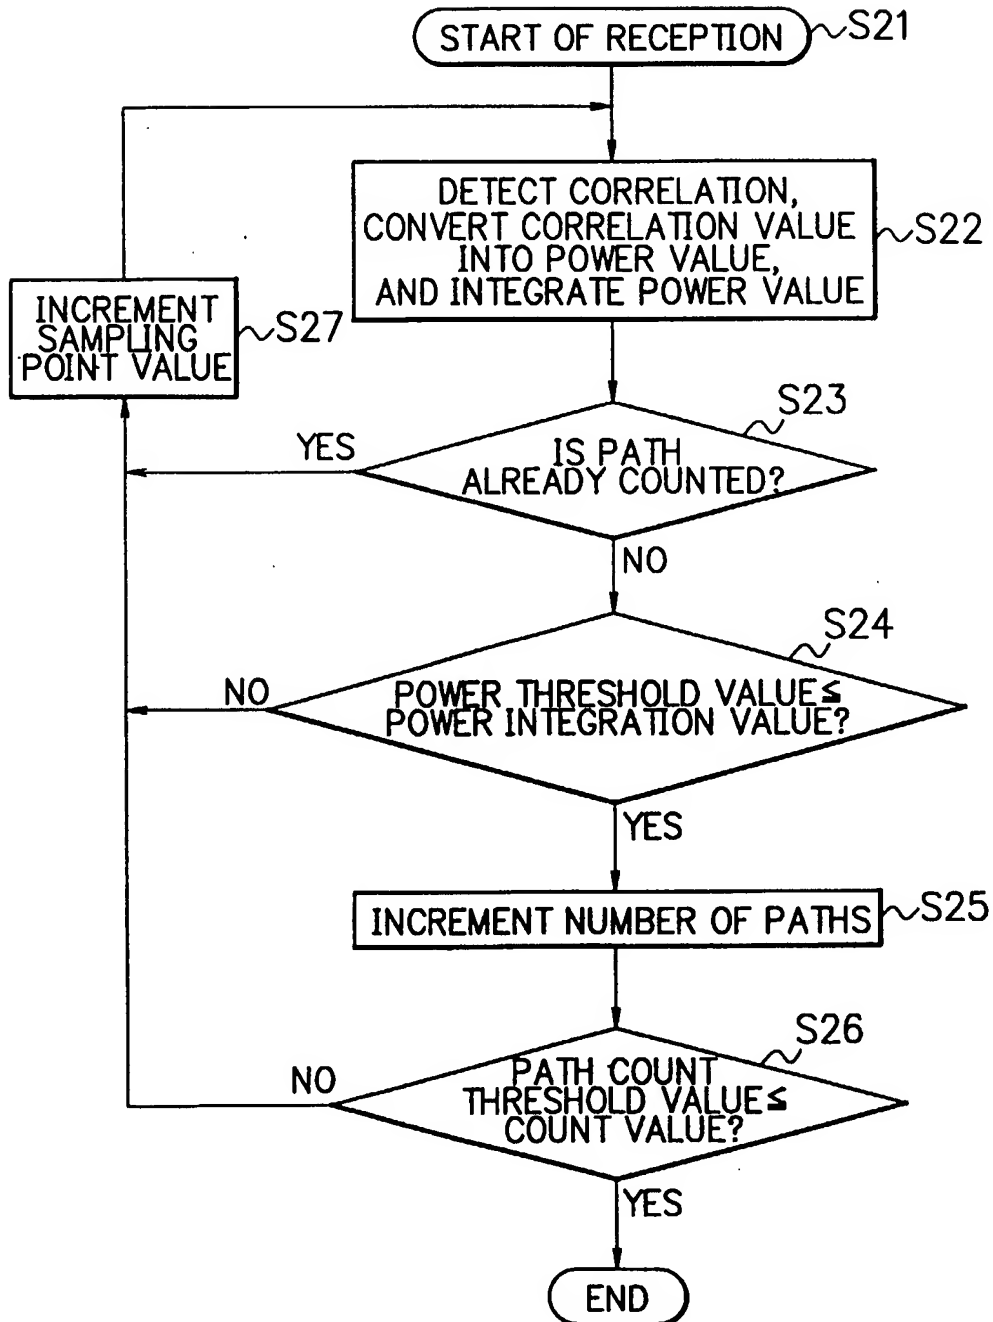 START OF RECEPTION
S21
DETECT CORRELATION,
CONVERT CORRELATION VALUE
INTO POWER VALUE,
AND INTEGRATE POWER VALUE
S22
INCREMENT
SAMPLING
POINT VALUE
S27
S23
YES
IS PATH
ALREADY COUNTED?
NO
S24
NO
POWER THRESHOLD VALUE≦
POWER INTEGRATION VALUE?
YES
INCREMENT NUMBER OF PATHS
S25
S26
NO
PATH COUNT
THRESHOLD VALUE≦
COUNT VALUE?
YES
END